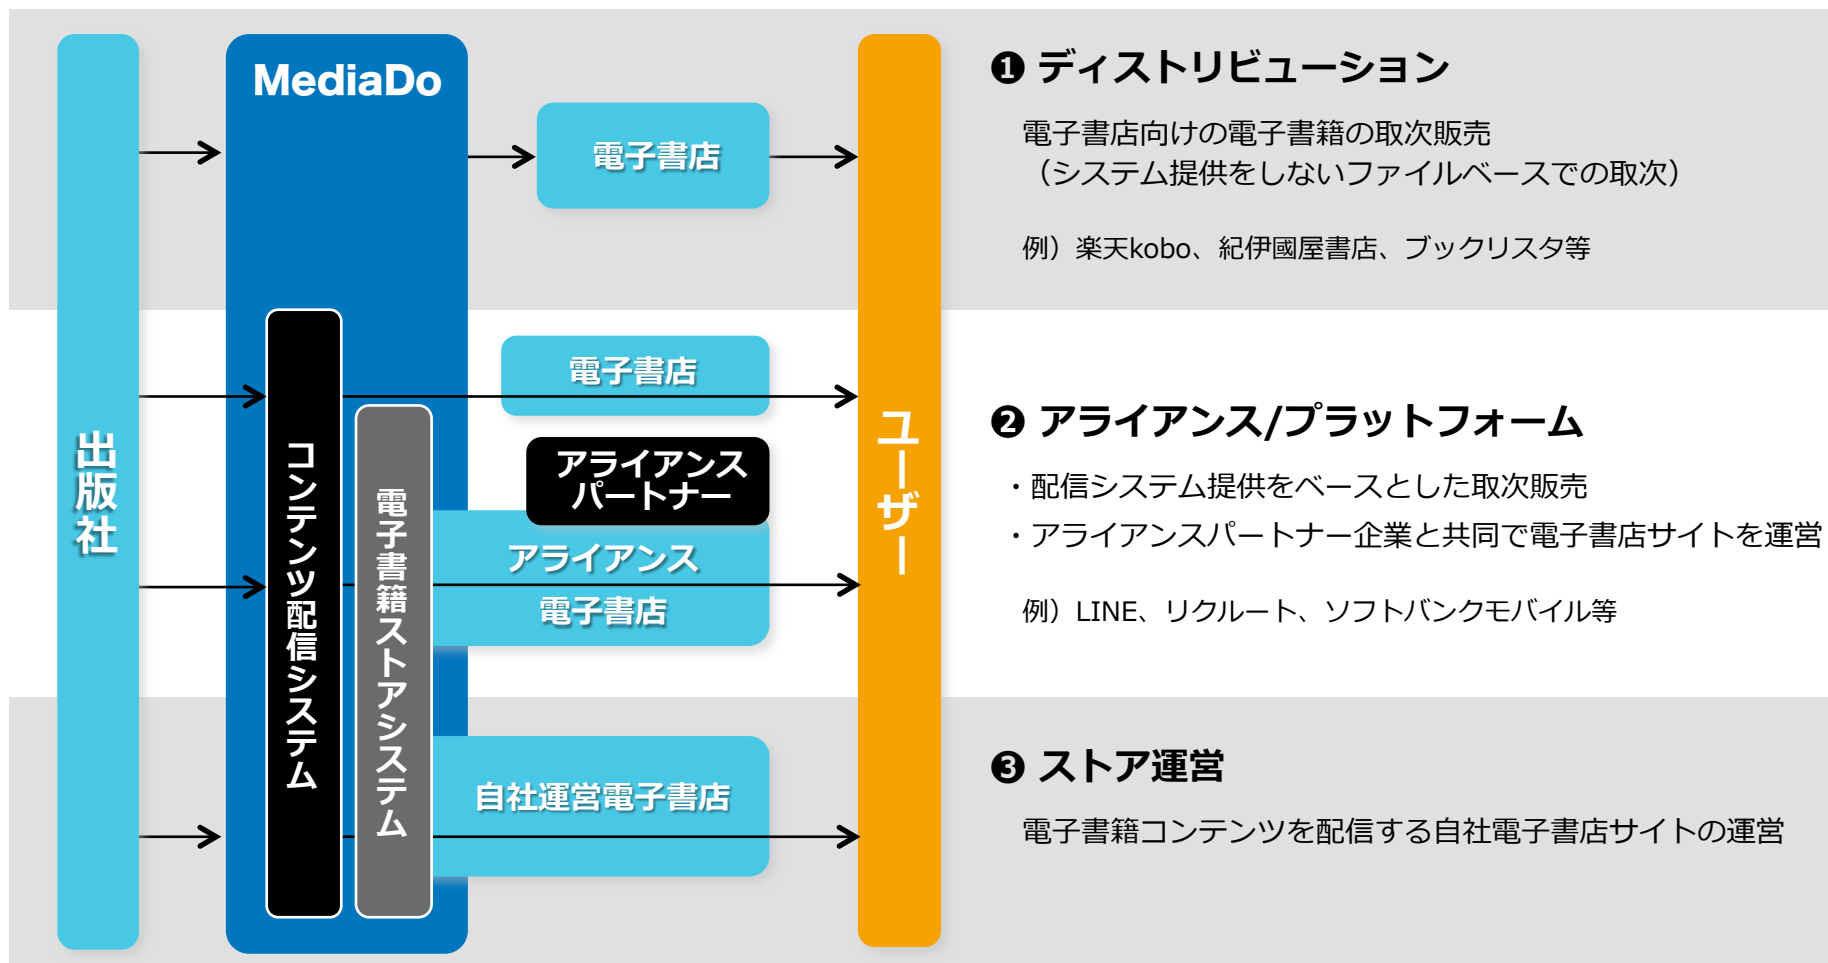 出版社
MediaDo
コンテンツ配信システム
電子書籍ストアシステム
電子書店
電子書店
アライアンス
パートナー
アライアンス
電子書店
自社運営電子書店
ユーザー
❶ ディストリビューション
電子書店向けの電子書籍の取次販売
（システム提供をしないファイルベースでの取次）
例）楽天kobo、紀伊國屋書店、ブックリスタ等
❷ アライアンス/プラットフォーム
・配信システム提供をベースとした取次販売
・アライアンスパートナー企業と共同で電子書店サイトを運営
例）LINE、リクルート、ソフトバンクモバイル等
❸ ストア運営
電子書籍コンテンツを配信する自社電子書店サイトの運営